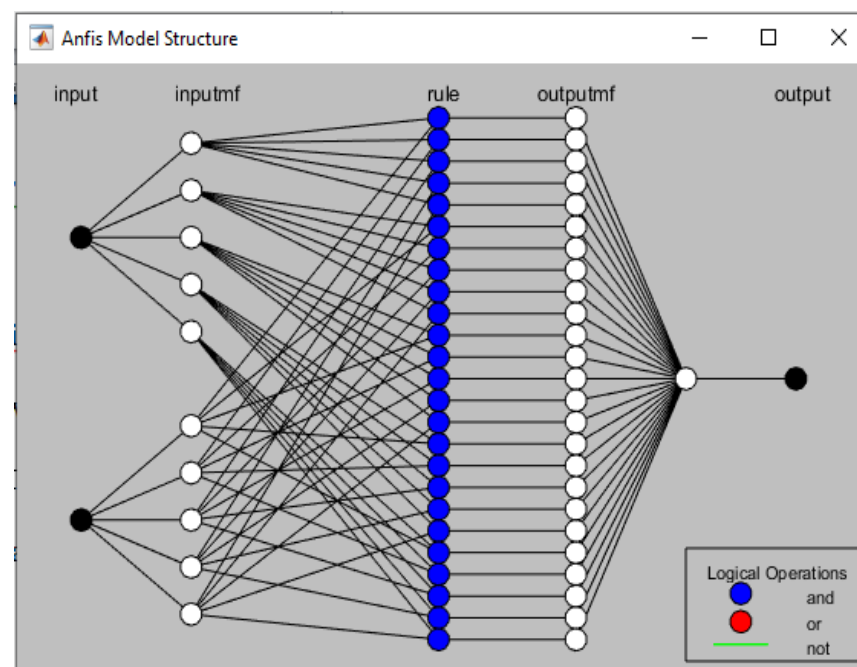 Anfis Model Structure
input inputmf rule outputmf output
Logical Operations
and
or
not